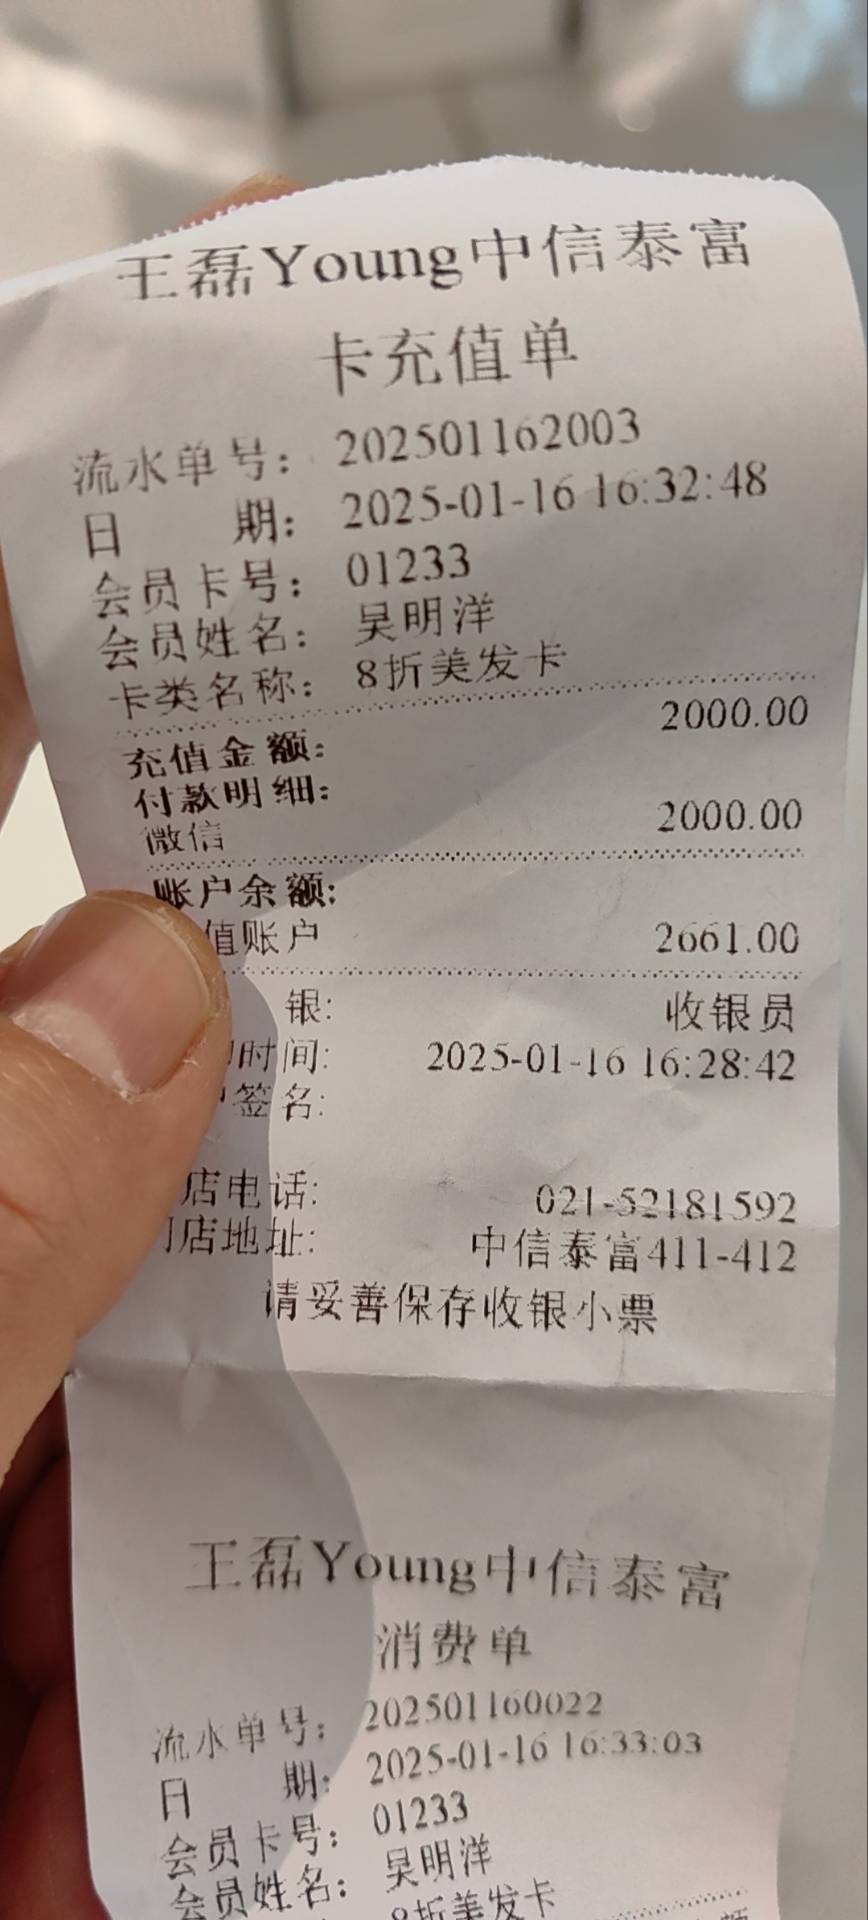 王磊Young中信泰富
卡充值单
流水单号： 202501162003
日 期： 2025-01-16 16:32:48
会员卡号： 01233
会员姓名： 吴明洋
卡类名称： 8折美发卡
充值金额： 2000.00
付款明细：
微信 2000.00
账户余额：
值账户 2661.00
银： 收银员
时间： 2025-01-16 16:28:42
签名：
店电话： 021-52181592
店地址： 中信泰富411-412
请妥善保存收银小票
王磊Young中信泰富
消费单
流水单号： 202501160022
日 期： 2025-01-16 16:33:03
会员卡号： 01233
会员姓名： 吴明洋
8折美发卡